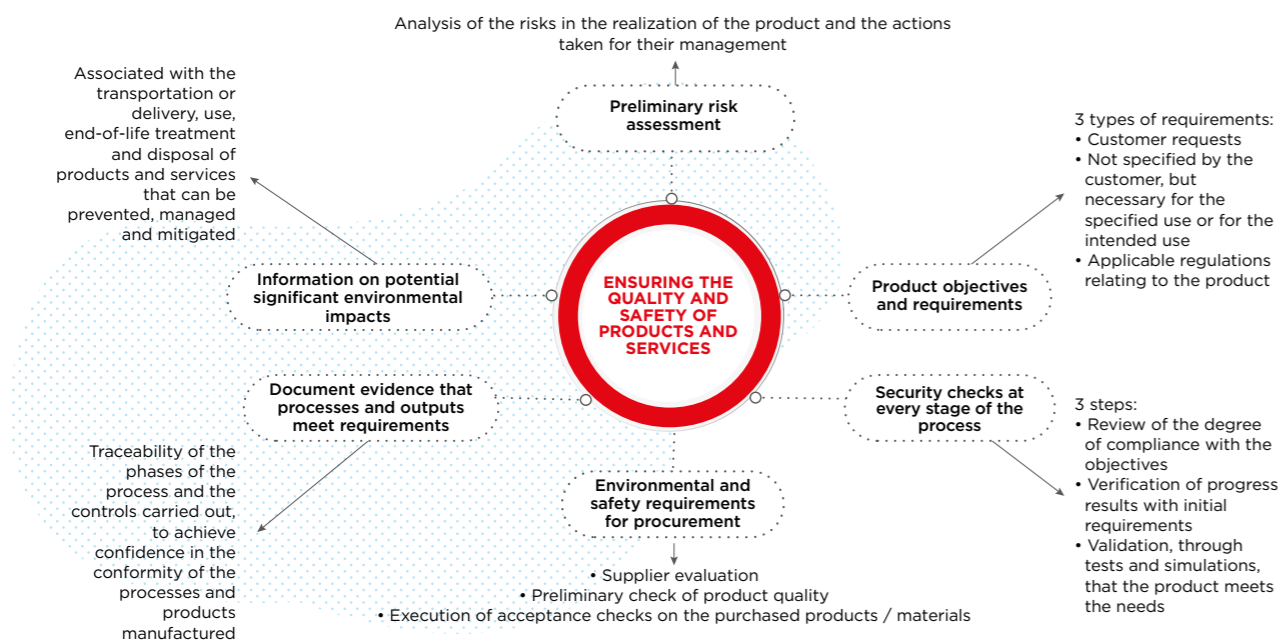 Analysis of the risks in the realization of the product and the actions
taken for their management
Preliminary risk
assessment
Associated with the
transportation or
delivery, use,
end-of-life treatment
and disposal of
products and services
that can be
prevented, managed
and mitigated
Information on potential
significant environmental
impacts
ENSURING THE
QUALITY AND
SAFETY OF
PRODUCTS AND
SERVICES
3 types of requirements:
• Customer requests
• Not specified by the
customer, but
necessary for the
specified use or for the
intended use
• Applicable regulations
relating to the product
Product objectives
and requirements
Document evidence that
processes and outputs
meet requirements
Traceability of the
phases of the
process and the
controls carried out,
to achieve
confidence in the
conformity of the
processes and
products
manufactured
Environmental and
safety requirements
for procurement
• Supplier evaluation
• Preliminary check of product quality
• Execution of acceptance checks on the purchased products / materials
Security checks at
every stage of the
process
3 steps:
• Review of the degree
of compliance with the
objectives
• Verification of progress
results with initial
requirements
• Validation, through
tests and simulations,
that the product meets
the needs